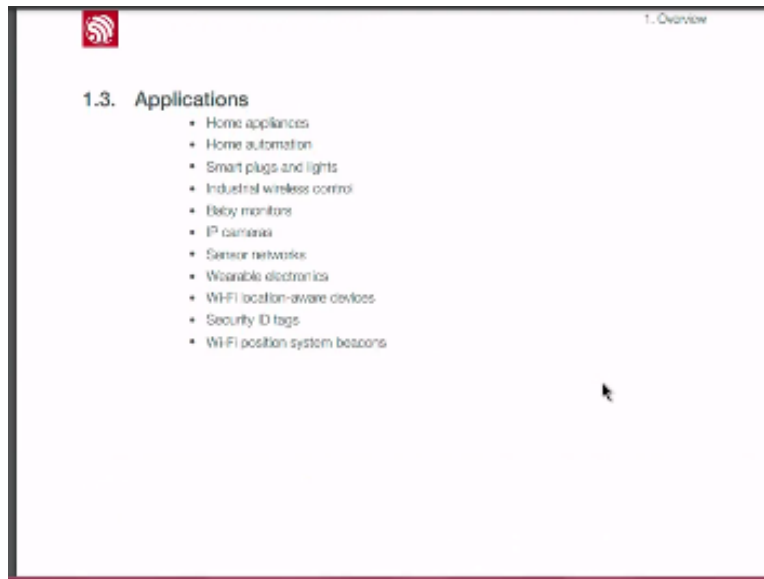 1. Overview
1.3. Applications
• Home appliances
• Home automation
• Smart plugs and lights
• Industrial wireless control
• Baby monitors
• IP cameras
• Sensor networks
• Wearable electronics
• Wi-Fi location-aware devices
• Security ID tags
• Wi-Fi position system beacons